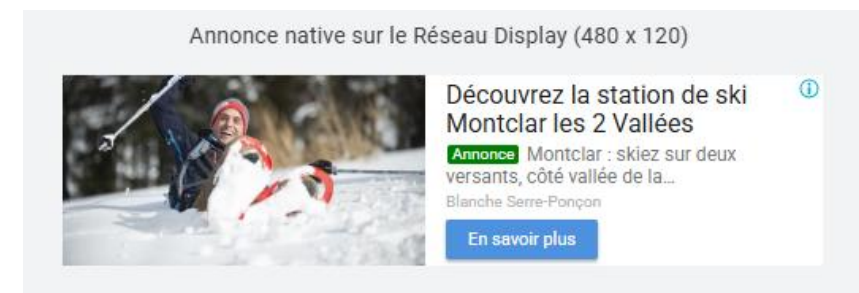 Annonce native sur le Réseau Display (480 x 120)
Découvrez la station de ski
Montclar les 2 Vallées
Annonce Montclar : skiez sur deux
versants, côté vallée de la...
Blanche Serre-Ponçon
En savoir plus